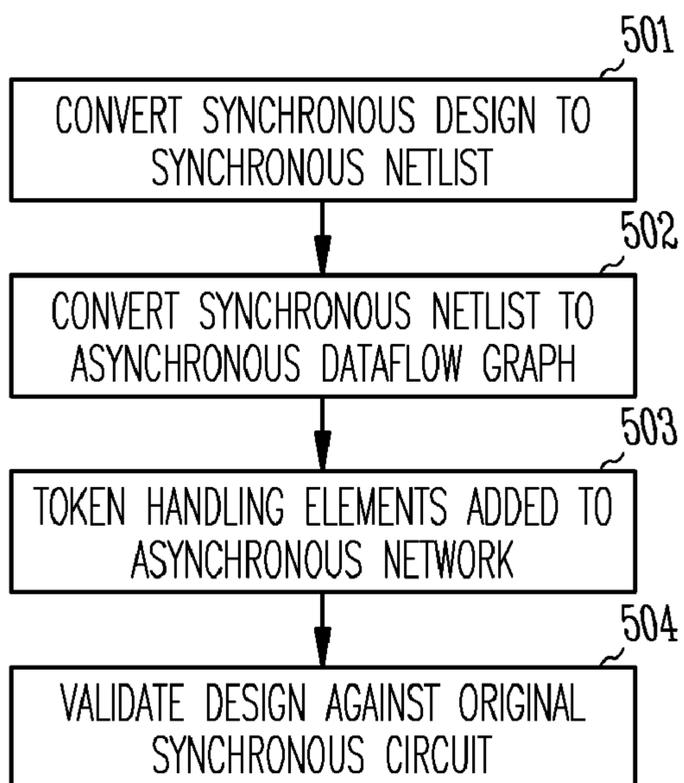 501
CONVERT SYNCHRONOUS DESIGN TO
SYNCHRONOUS NETLIST
502
CONVERT SYNCHRONOUS NETLIST TO
ASYNCHRONOUS DATAFLOW GRAPH
503
TOKEN HANDLING ELEMENTS ADDED TO
ASYNCHRONOUS NETWORK
504
VALIDATE DESIGN AGAINST ORIGINAL
SYNCHRONOUS CIRCUIT